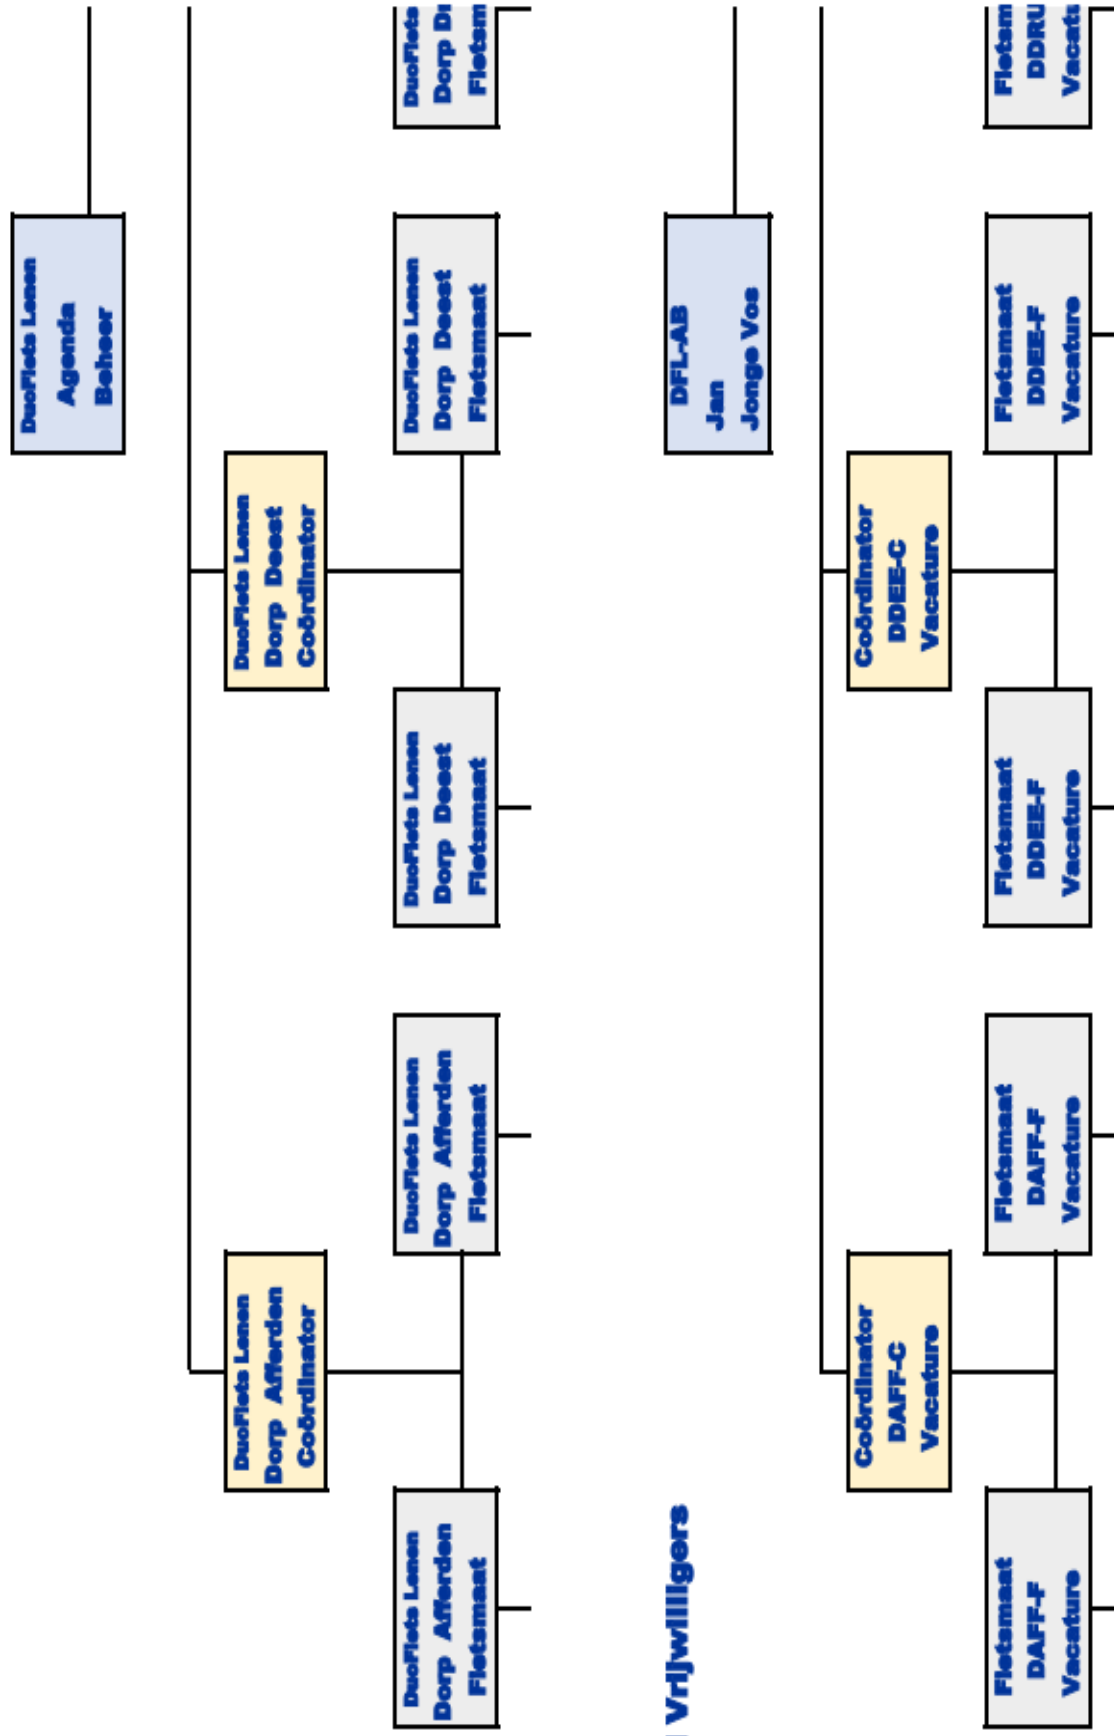 DuoFiets Lenen
Agenda
Beheer
DuoFiets Lenen
Dorp Afferden
Coördinator
DuoFiets Lenen
Dorp Deest
Coördinator
DuoFiets Lenen
Dorp Afferden
Fietsmaat
DuoFiets Lenen
Dorp Afferden
Fietsmaat
DuoFiets Lenen
Dorp Deest
Fietsmaat
DuoFiets Lenen
Dorp Deest
Fietsmaat
DuoFiets
Dorp
Vrijwilligers
DFL-AB
Jan
Jonge Vos
Coördinator
DAFF-C
Vacature
Coördinator
DDEE-C
Vacature
Fietsmaat
DAFF-F
Vacature
Fietsmaat
DAFF-F
Vacature
Fietsmaat
DDEE-F
Vacature
Fietsmaat
DDEE-F
Vacature